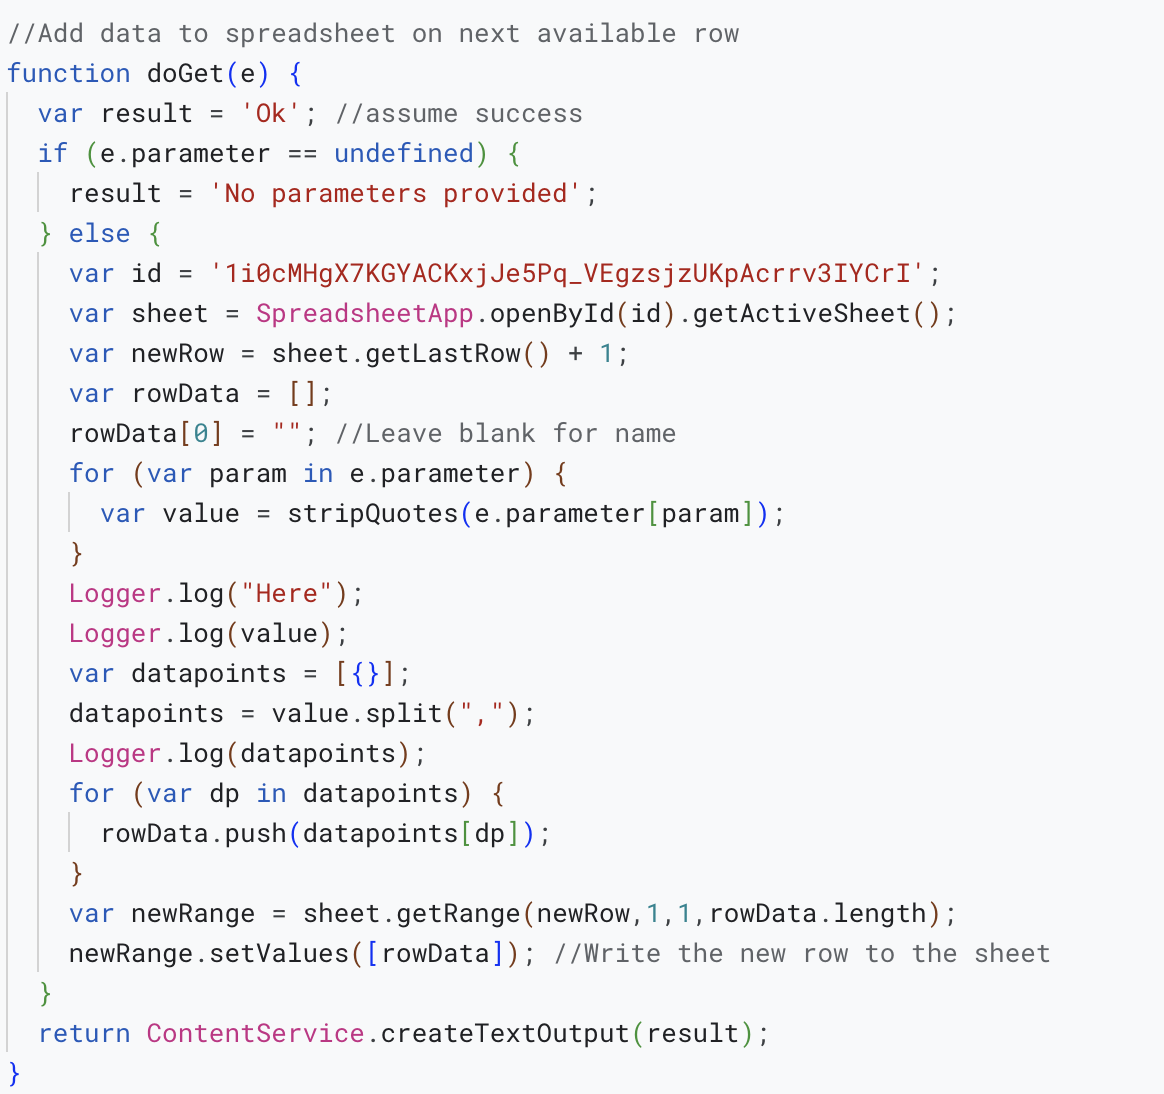 //Add data to spreadsheet on next available row
function doGet(e) {
  var result = 'Ok'; //assume success
  if (e.parameter == undefined) {
    result = 'No parameters provided';
  } else {
    var id = '1i0cMHgX7KGYACKxjJe5Pq_VEgzsjzUKpAcrrv3IYCrI';
    var sheet = SpreadsheetApp.openById(id).getActiveSheet();
    var newRow = sheet.getLastRow() + 1;
    var rowData = [];
    rowData[0] = ""; //Leave blank for name
    for (var param in e.parameter) {
      var value = stripQuotes(e.parameter[param]);
    }
    Logger.log("Here");
    Logger.log(value);
    var datapoints = [{}];
    datapoints = value.split(",");
    Logger.log(datapoints);
    for (var dp in datapoints) {
      rowData.push(datapoints[dp]);
    }
    var newRange = sheet.getRange(newRow,1,1,rowData.length);
    newRange.setValues([rowData]); //Write the new row to the sheet
  }
  return ContentService.createTextOutput(result);
}